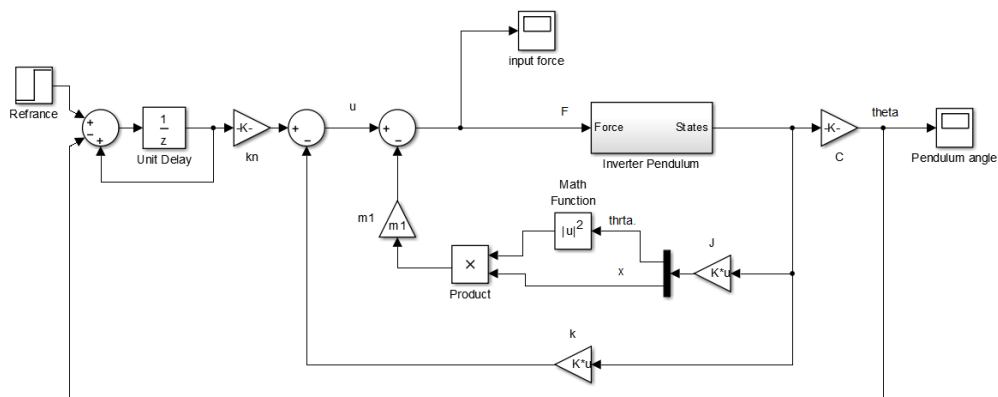 input force
Refrance
+
−
+
1
z
Unit Delay
-K-
kn
+
−
u
+
−
F
Force
States
Inverter Pendulum
-K-
C
theta
Pendulum angle
Math
Function
|u|²
thrta.
m1
m1
×
Product
x
J
K*u
k
K*u